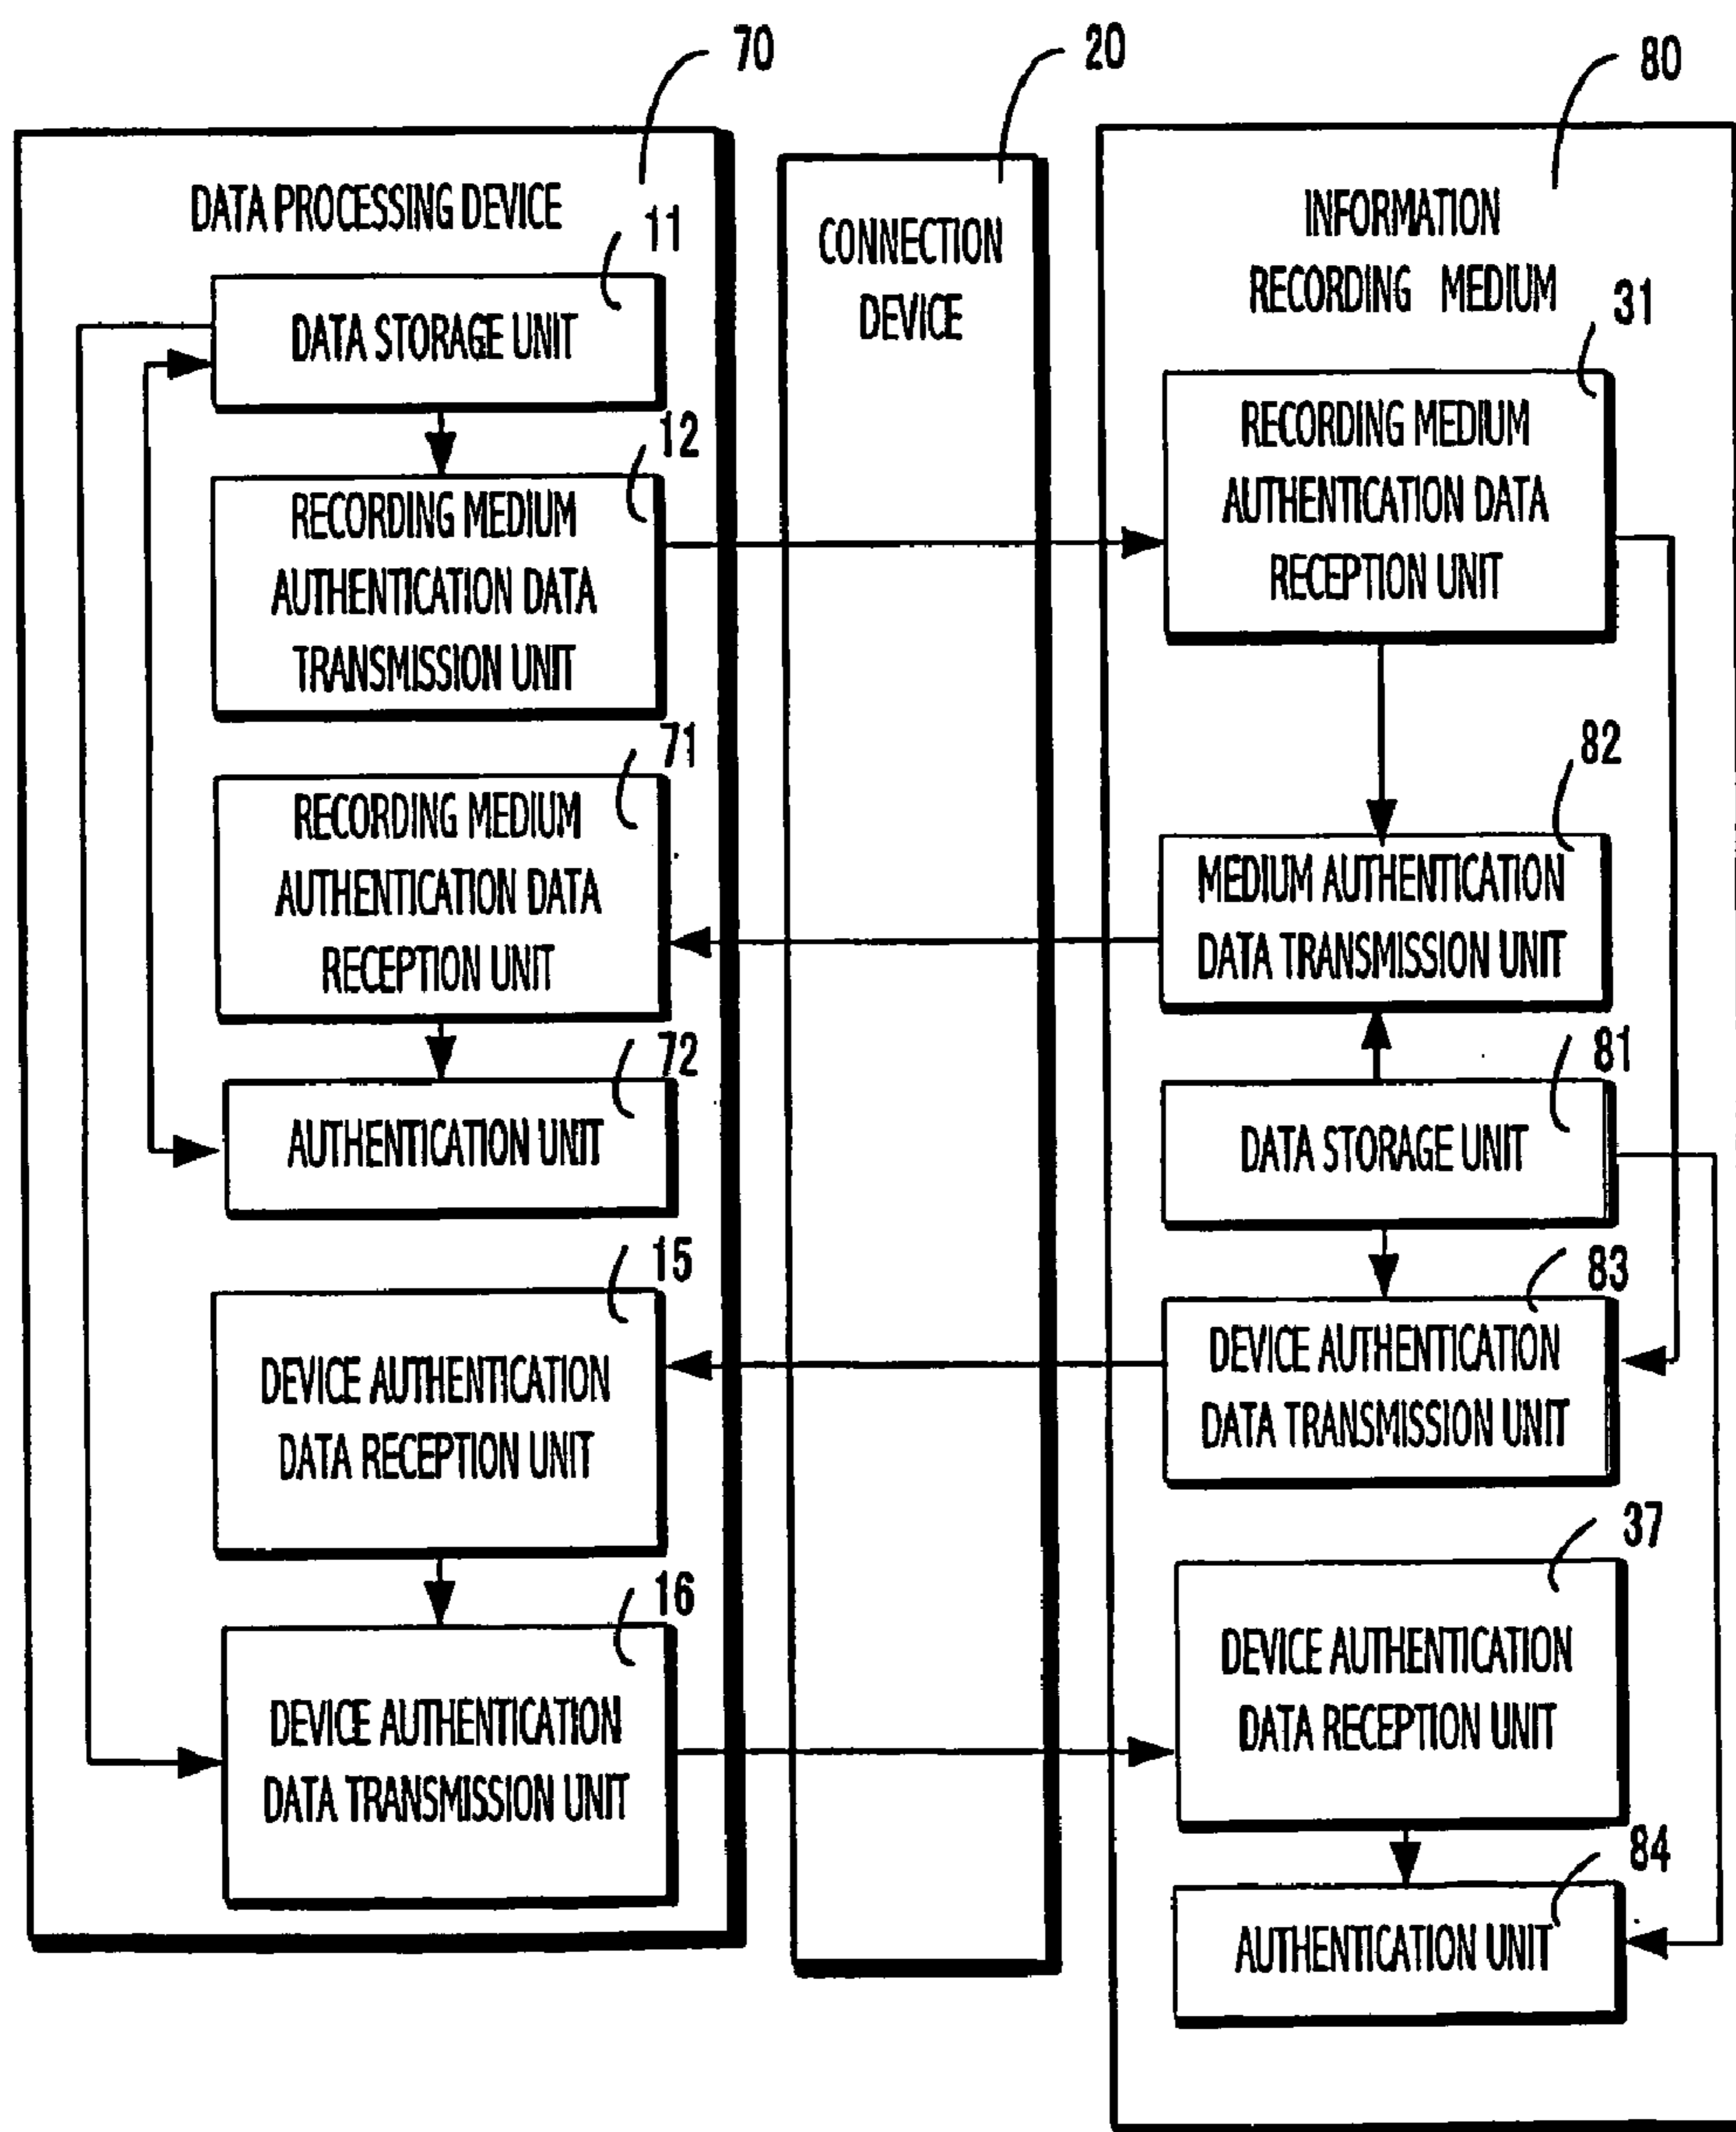 70
20
80
DATA PROCESSING DEVICE
11
DATA STORAGE UNIT
12
RECORDING MEDIUM
AUTHENTICATION DATA
TRANSMISSION UNIT
71
RECORDING MEDIUM
AUTHENTICATION DATA
RECEPTION UNIT
72
AUTHENTICATION UNIT
15
DEVICE AUTHENTICATION
DATA RECEPTION UNIT
16
DEVICE AUTHENTICATION
DATA TRANSMISSION UNIT
CONNECTION
DEVICE
INFORMATION
RECORDING MEDIUM
31
RECORDING MEDIUM
AUTHENTICATION DATA
RECEPTION UNIT
82
MEDIUM AUTHENTICATION
DATA TRANSMISSION UNIT
81
DATA STORAGE UNIT
83
DEVICE AUTHENTICATION
DATA TRANSMISSION UNIT
37
DEVICE AUTHENTICATION
DATA RECEPTION UNIT
84
AUTHENTICATION UNIT